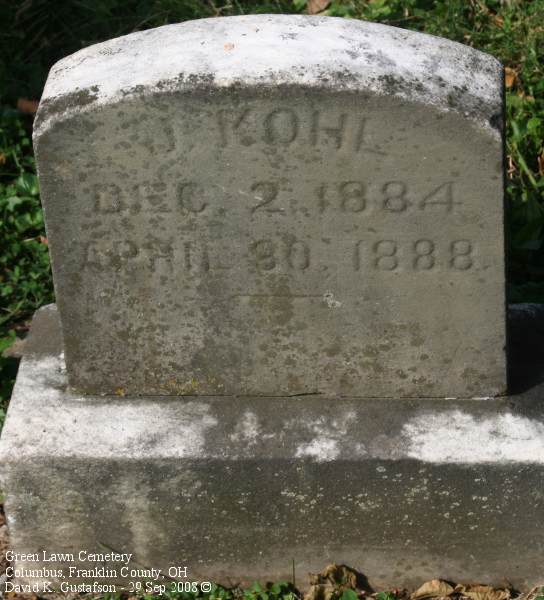 J KOHL
DEC. 2, 1884
APRIL 30, 1888
Green Lawn Cemetery
Columbus, Franklin County, OH
David K. Gustafson - 29 Sep 2008 ©